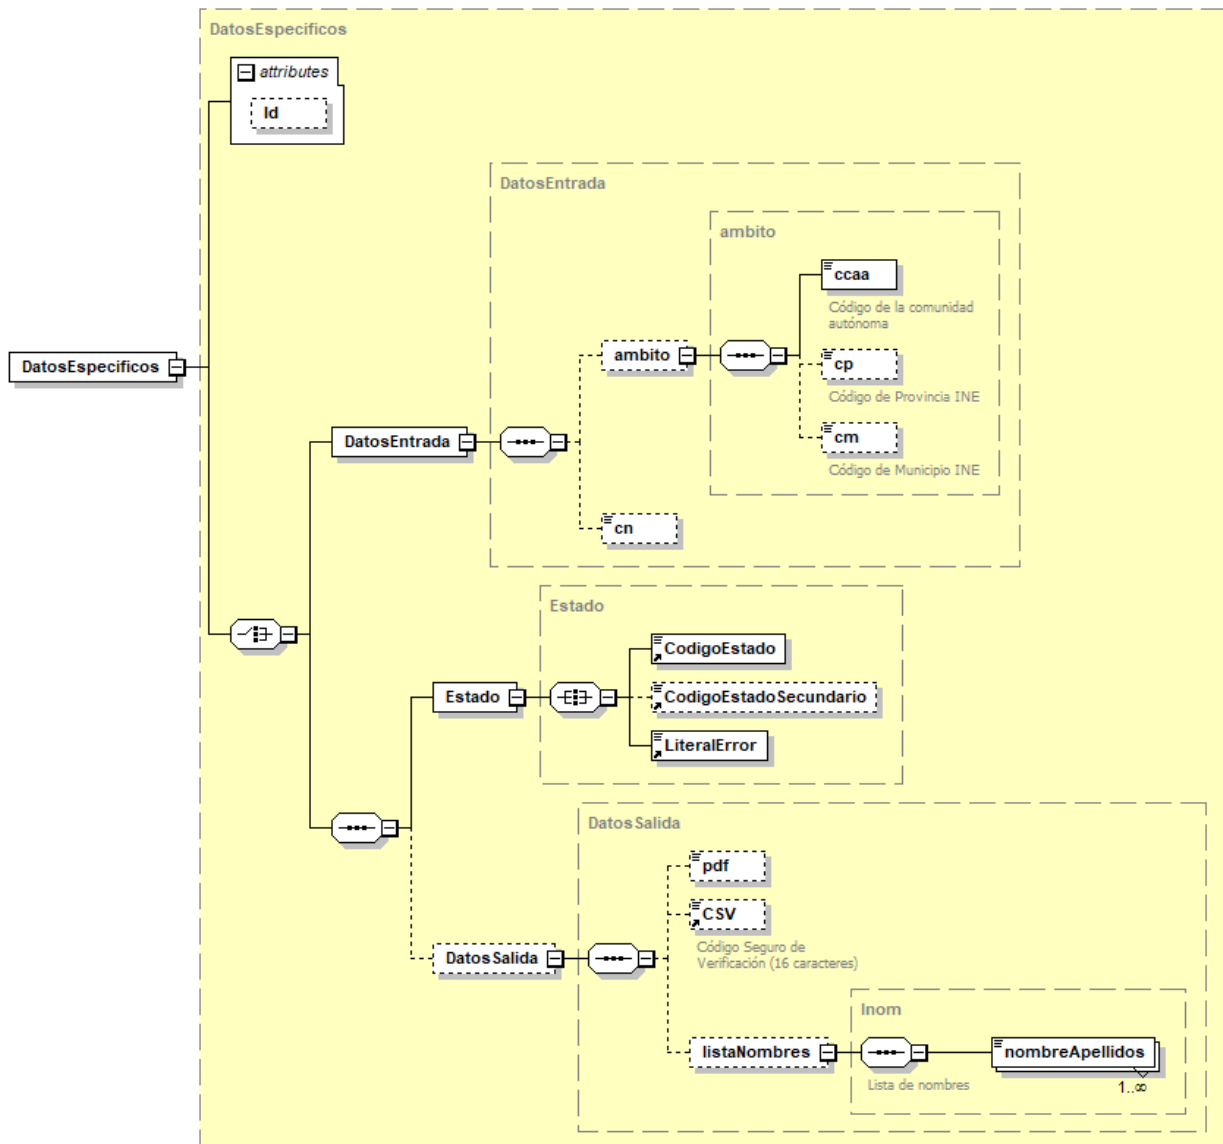 DatosEspecificos
attributes
Id
DatosEntrada
ambito
ccaa
Código de la comunidad
autónoma
DatosEspecificos
ambito
cp
Código de Provincia INE
DatosEntrada
cm
Código de Municipio INE
cn
Estado
CodigoEstado
Estado
CodigoEstadoSecundario
LiteralError
DatosSalida
pdf
CSV
Código Seguro de
Verificación (16 caracteres)
DatosSalida
lnom
listaNombres
nombreApellidos
Lista de nombres
1..∞